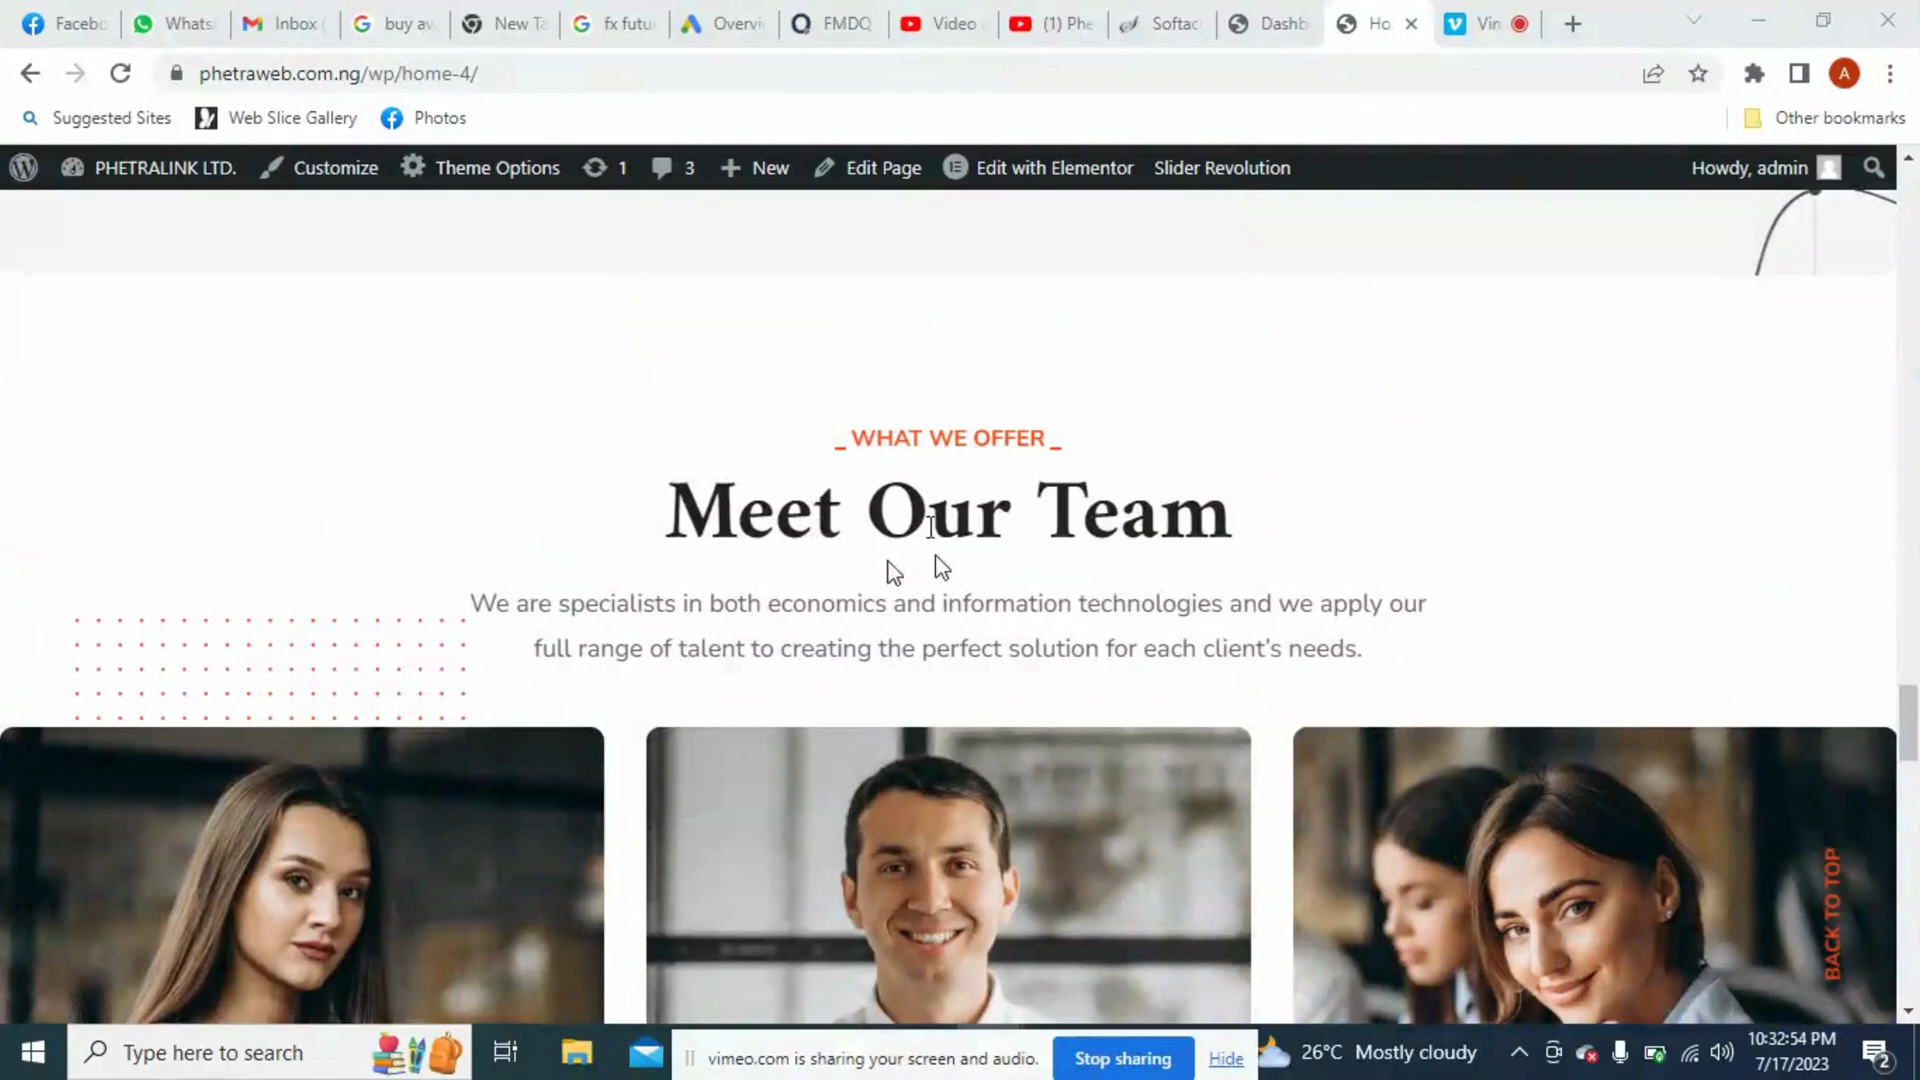 Facebo
Whats
Inbox (
buy av
New Ta
fx futu
Overvi
FMDQ
Video
(1) Phe
Softac
Dashb
Ho
Vin
phetraweb.com.ng/wp/home-4/
A
Suggested Sites
Web Slice Gallery
Photos
Other bookmarks
PHETRALINK LTD.
Customize
Theme Options
1
3
New
Edit Page
Edit with Elementor
Slider Revolution
Howdy, admin
_ WHAT WE OFFER _
Meet Our Team
We are specialists in both economics and information technologies and we apply our
full range of talent to creating the perfect solution for each client’s needs.
BACK TO TOP
Type here to search
vimeo.com is sharing your screen and audio.
Stop sharing
Hide
26°C Mostly cloudy
10:32:54 PM
7/17/2023
2